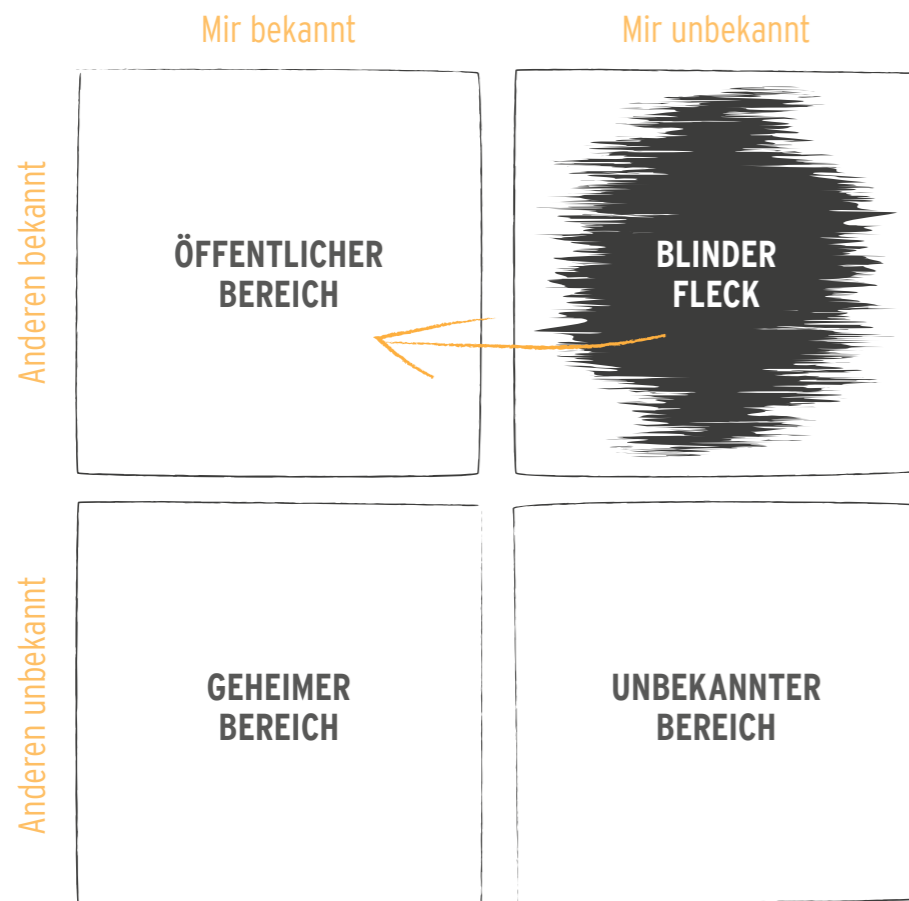 Mir bekannt
Mir unbekannt
Anderen bekannt
ÖFFENTLICHER
BEREICH
BLINDER
FLECK
Anderen unbekannt
GEHEIMER
BEREICH
UNBEKANNTER
BEREICH